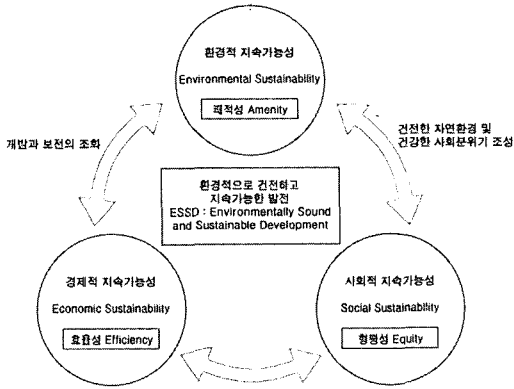 환경적 지속가능성
Environmental Sustainability
쾌적성 Amenity
개발과 보전의 조화
건전한 자연환경 및
건강한 사회분위기 조성
환경적으로 건전하고
지속가능한 발전
ESSD : Environmentally Sound
and Sustainable Development
경제적 지속가능성
Economic Sustainability
효율성 Efficiency
사회적 지속가능성
Social Sustainability
형평성 Equity